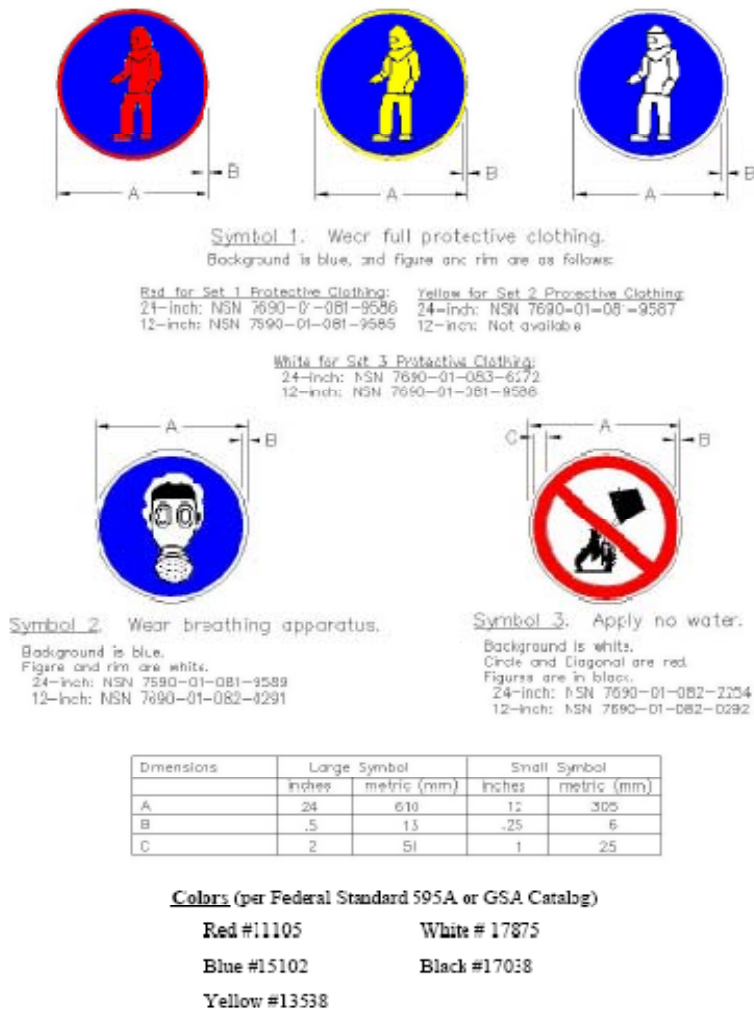 B
A
B
A
B
A
Symbol 1. Wear full protective clothing.
Background is blue, and figure and rim are as follows:
Red for Set 1 Protective Clothing:
24-inch: NSN 7690-01-081-9586
12-inch: NSN 7690-01-081-9585
Yellow for Set 2 Protective Clothing:
24-inch: NSN 7690-01-081-9587
12-inch: Not available
White for Set 3 Protective Clothing:
24-inch: NSN 7690-01-083-6272
12-inch: NSN 7690-01-081-9588
A
B
C
A
B
Symbol 2. Wear breathing apparatus.
Background is blue.
Figure and rim are white.
24-inch: NSN 7690-01-081-9589
12-inch: NSN 7690-01-082-0291
Symbol 3. Apply no water.
Background is white.
Circle and Diagonal are red.
Figures are in black.
24-inch: NSN 7690-01-082-2254
12-inch: NSN 7690-01-082-0292
Dimensions Large Symbol Small Symbol
inches metric (mm) inches metric (mm)
A 24 610 12 305
B .5 13 .25 6
C 2 51 1 25
Colors (per Federal Standard 595A or GSA Catalog)
Red #11105 White # 17875
Blue #15102 Black #17038
Yellow #13538